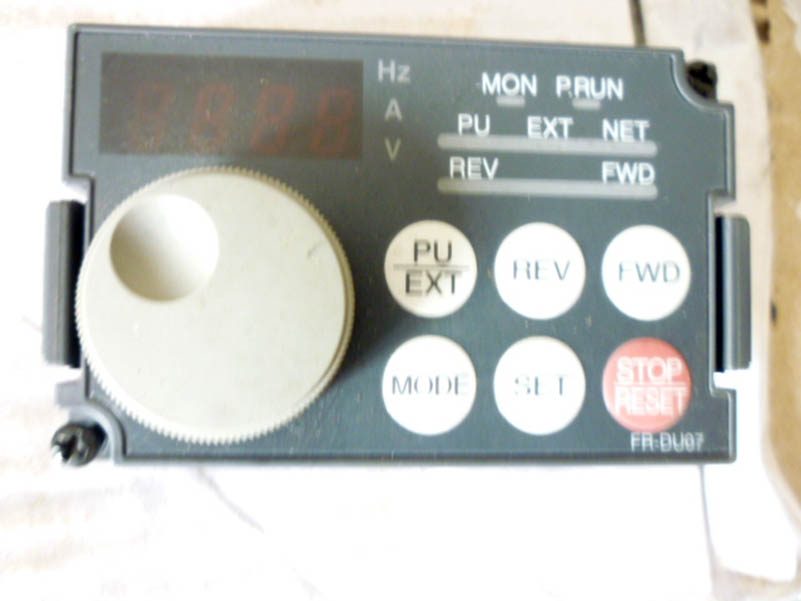 Hz
A
V
MON P.RUN
PU EXT NET
REV FWD
PU
EXT
REV
FWD
MODE
SET
STOP
RESET
FR-DU07